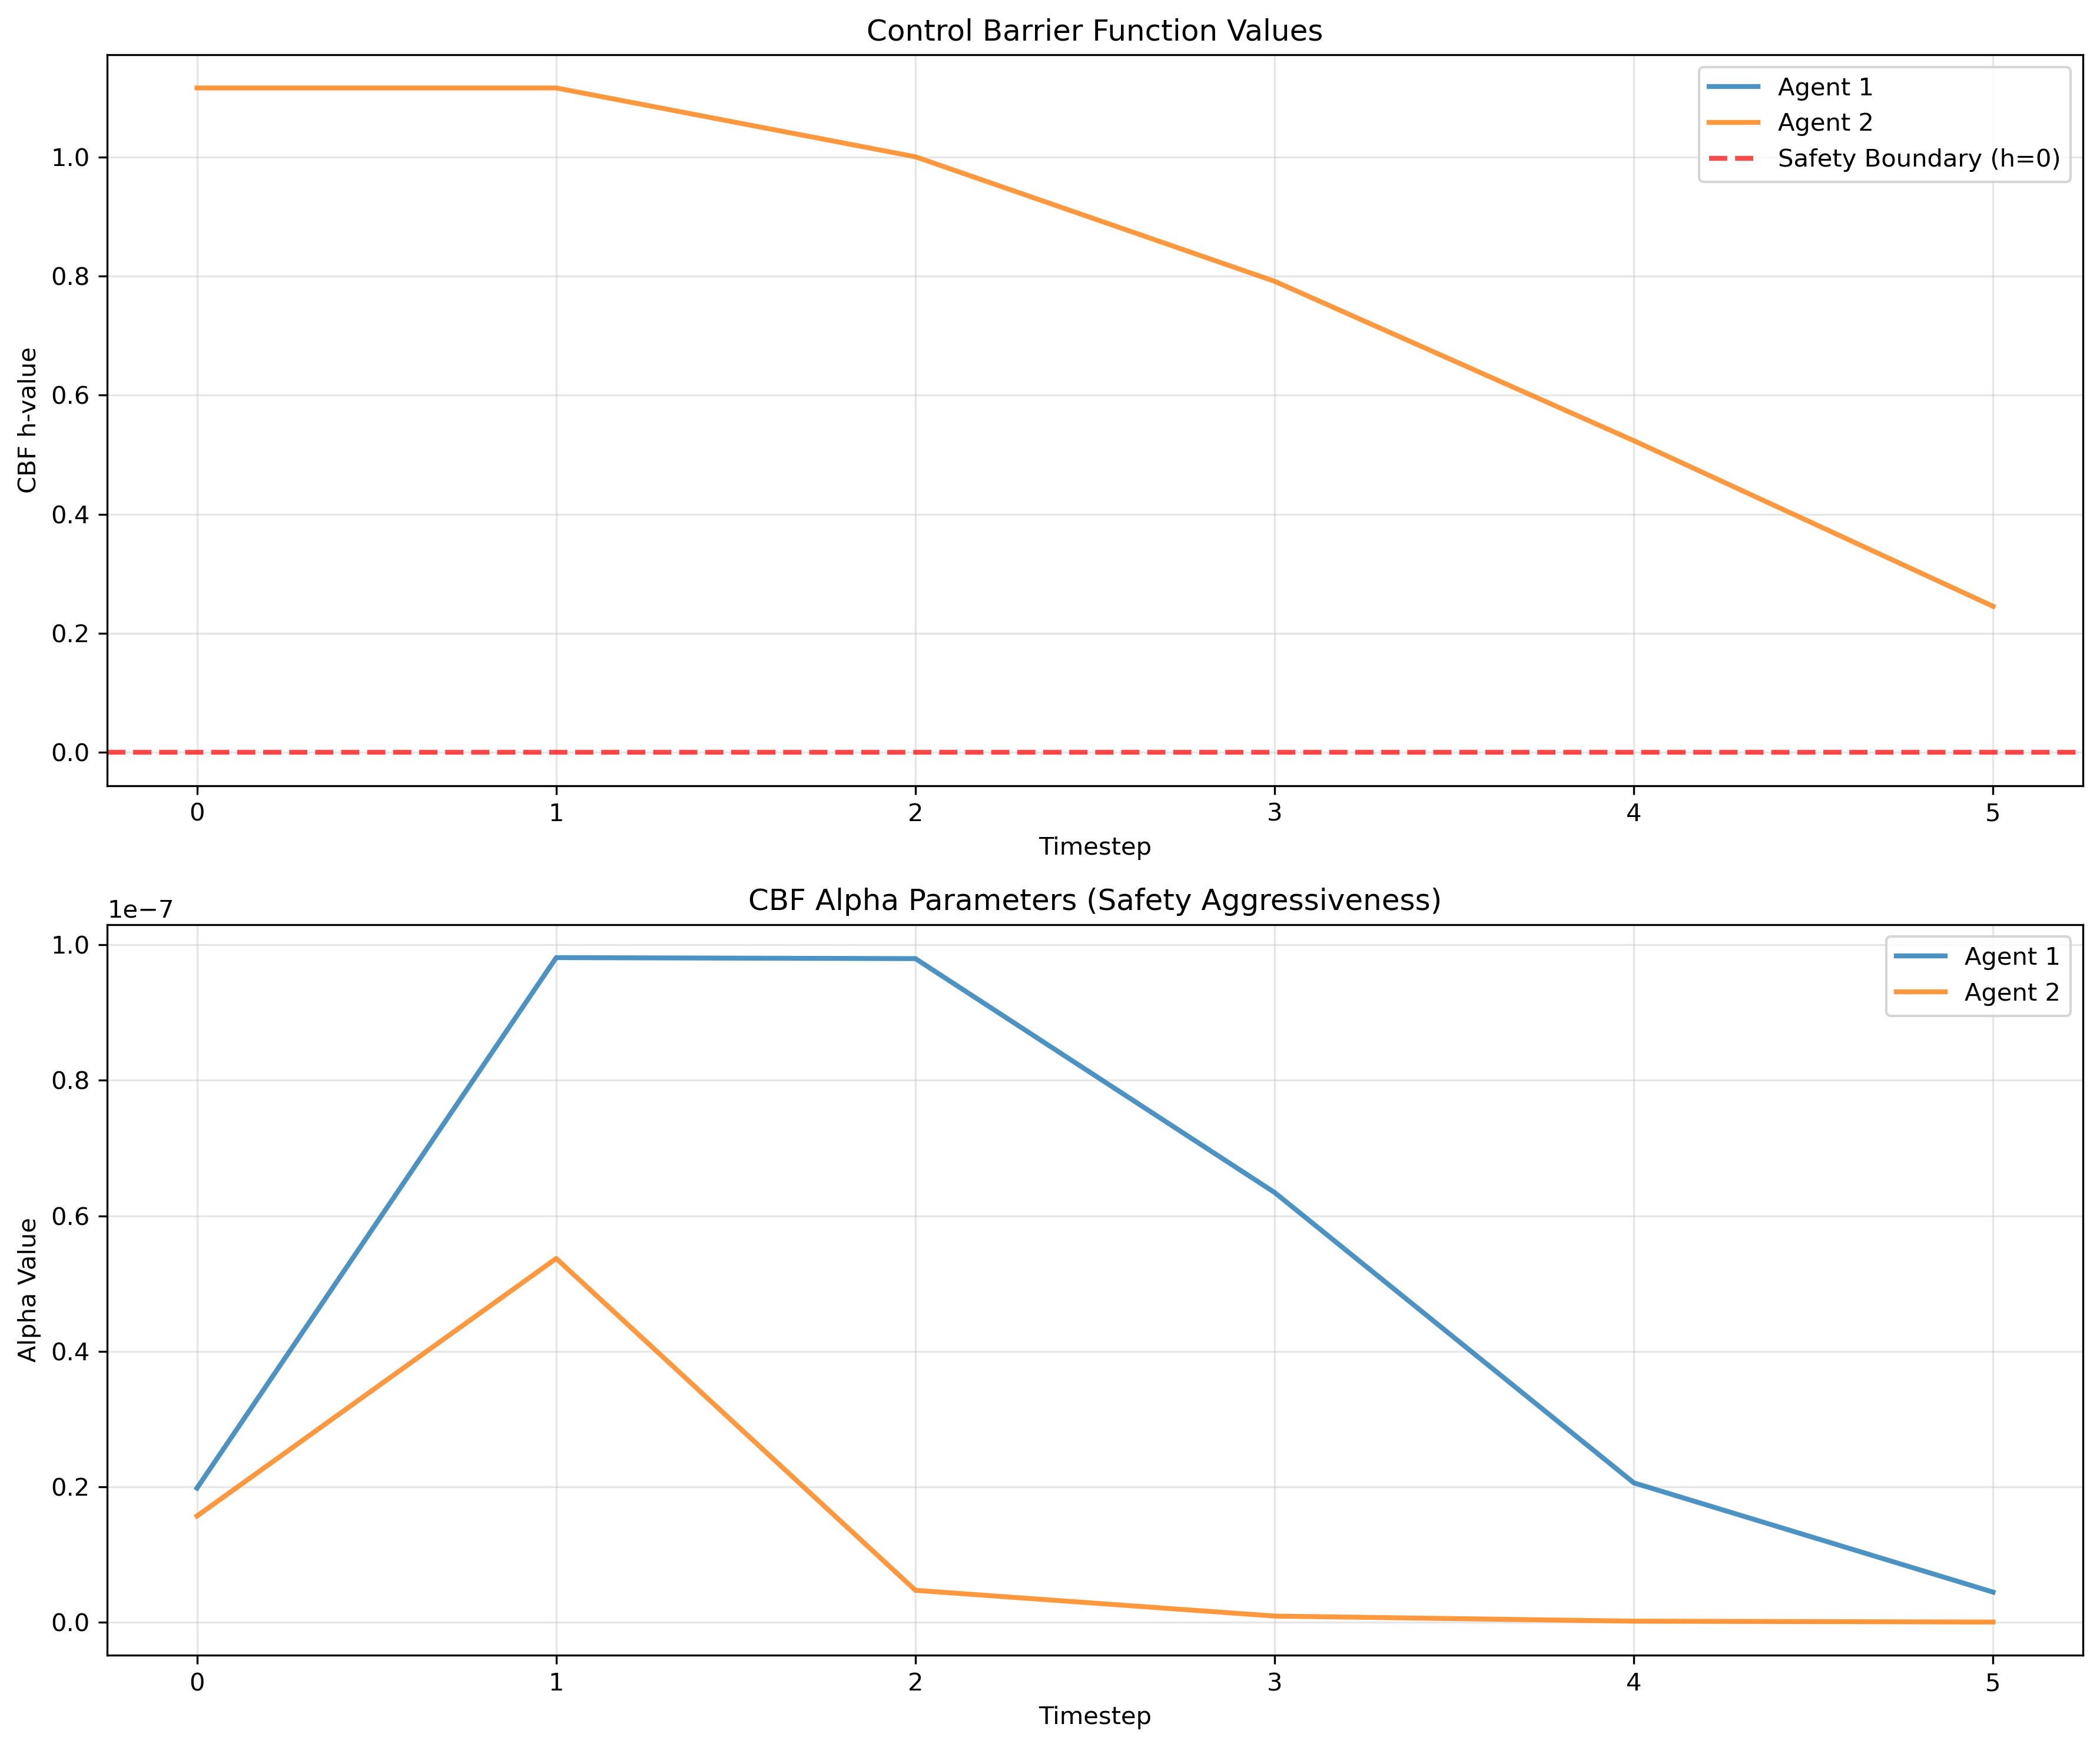 Control Barrier Function Values
Agent 1
Agent 2
Safety Boundary (h=0)
CBF h-value
1.0
0.8
0.6
0.4
0.2
0.0
0 1 2 3 4 5
Timestep
CBF Alpha Parameters (Safety Aggressiveness)
1e−7
Agent 1
Agent 2
Alpha Value
1.0
0.8
0.6
0.4
0.2
0.0
0 1 2 3 4 5
Timestep